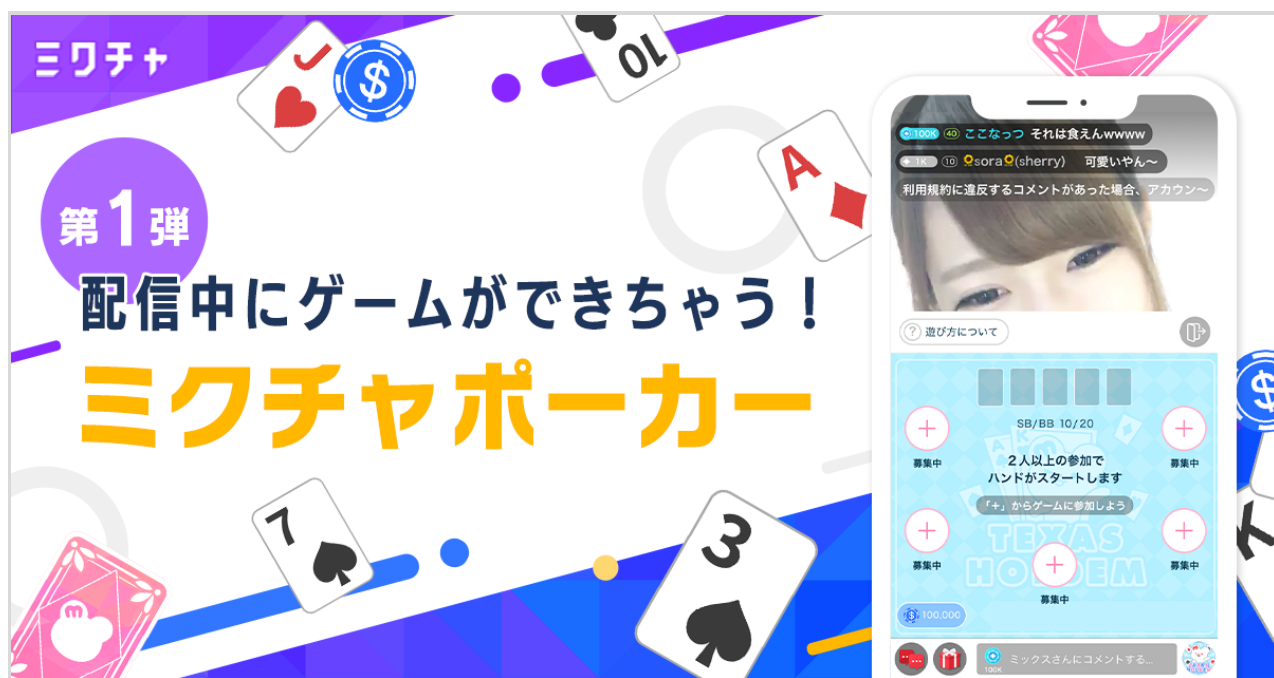 ミクチャ
J
$
10
A
第1弾
配信中にゲームができちゃう！
ミクチャポーカー
7
3
K
$
m
100K 40 ここなっつ それは食えんwwww
1K 10 sora(sherry) 可愛いやん～
利用規約に違反するコメントがあった場合、アカウン～
? 遊び方について
SB/BB 10/20
2人以上の参加で
ハンドがスタートします
「+」からゲームに参加しよう
TEXAS
HOLDEM
募集中
募集中
募集中
募集中
募集中
$ 100,000
100K
ミックスさんにコメントする...